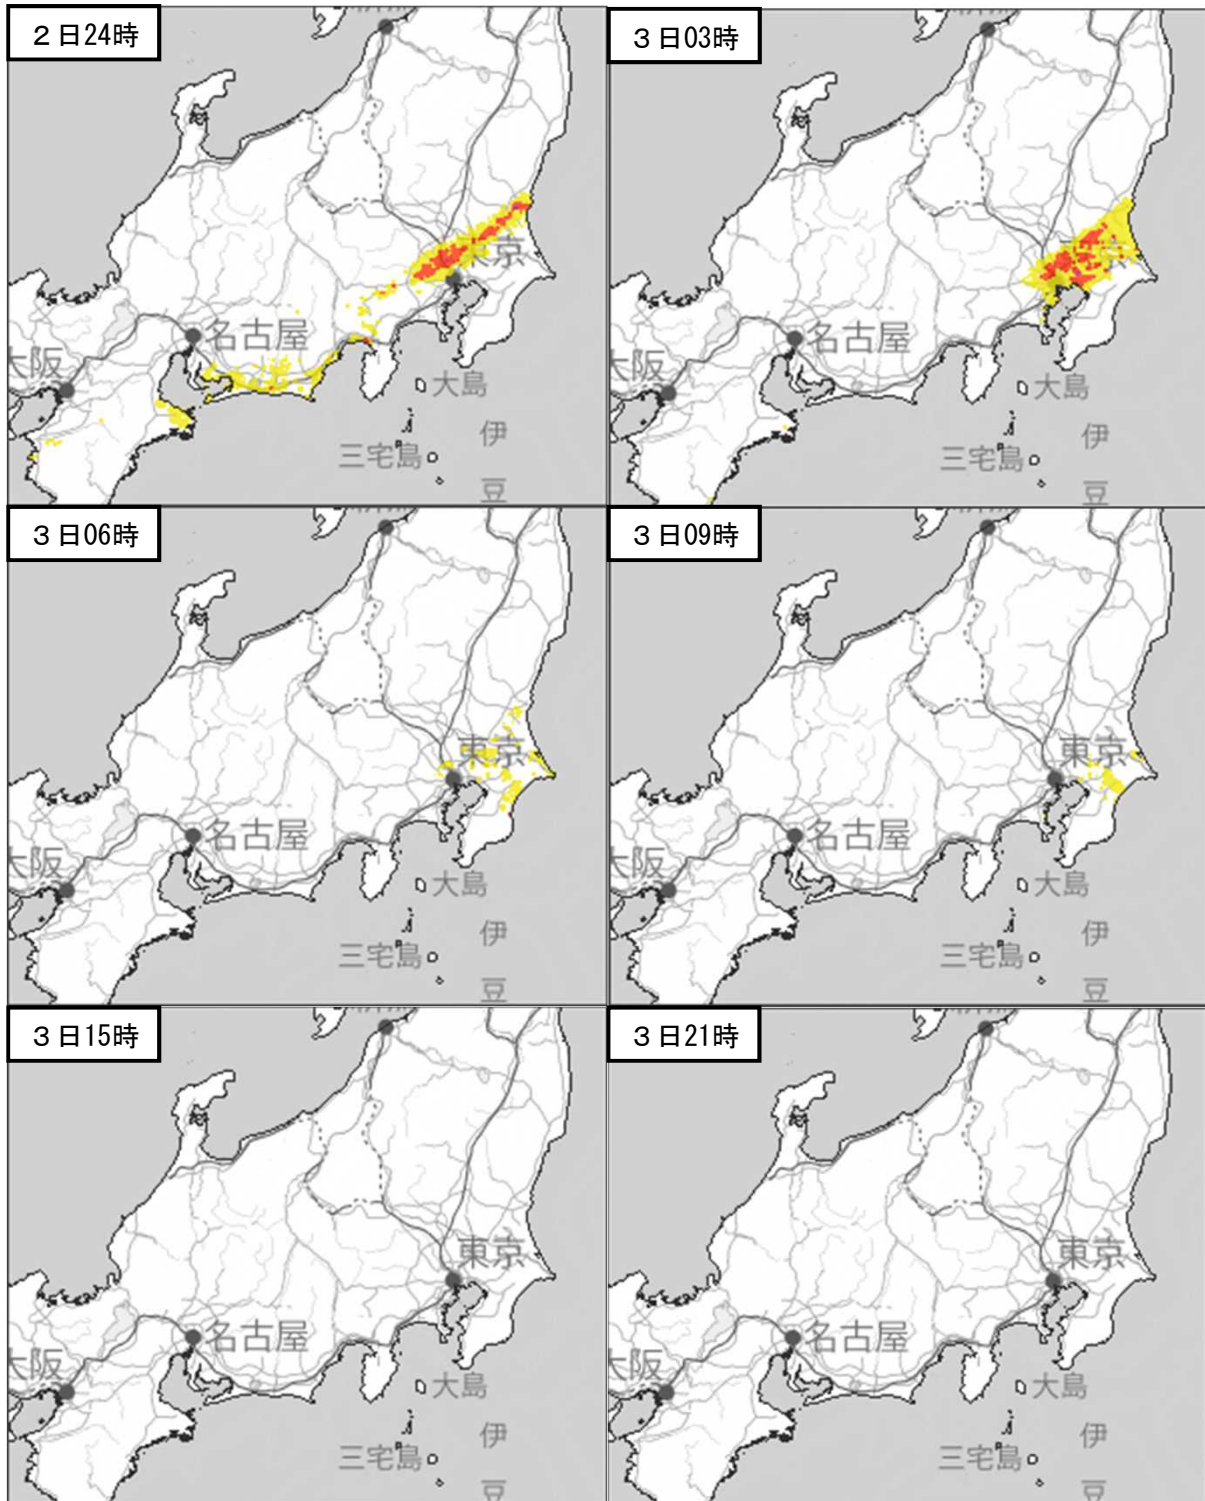 ２日24時
東京
名古屋
大阪
大島
伊
三宅島
豆
３日03時
名古屋
大阪
大島
伊
三宅島
豆
３日06時
東京
名古屋
大阪
大島
伊
三宅島
豆
３日09時
東京
名古屋
大阪
大島
伊
三宅島
豆
３日15時
東京
名古屋
大阪
大島
伊
三宅島
豆
３日21時
東京
名古屋
大阪
大島
伊
三宅島
豆